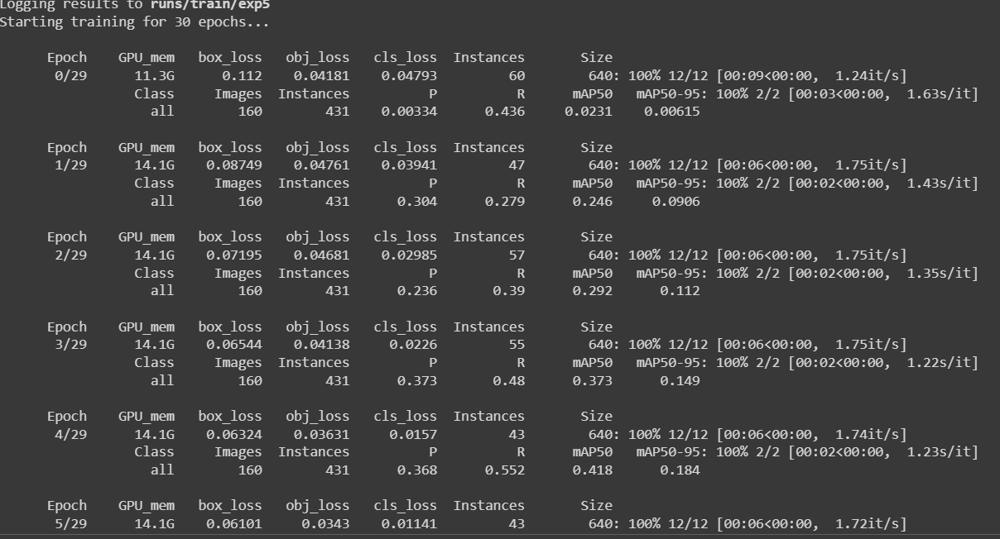 Logging results to runs/train/exp5
Starting training for 30 epochs...
Epoch GPU_mem box_loss obj_loss cls_loss Instances Size
0/29 11.3G 0.112 0.04181 0.04793 60 640: 100% 12/12 [00:09<00:00, 1.24it/s]
Class Images Instances P R mAP50 mAP50-95: 100% 2/2 [00:03<00:00, 1.63s/it]
all 160 431 0.00334 0.436 0.0231 0.00615
Epoch GPU_mem box_loss obj_loss cls_loss Instances Size
1/29 14.1G 0.08749 0.04761 0.03941 47 640: 100% 12/12 [00:06<00:00, 1.75it/s]
Class Images Instances P R mAP50 mAP50-95: 100% 2/2 [00:02<00:00, 1.43s/it]
all 160 431 0.304 0.279 0.246 0.0906
Epoch GPU_mem box_loss obj_loss cls_loss Instances Size
2/29 14.1G 0.07195 0.04681 0.02985 57 640: 100% 12/12 [00:06<00:00, 1.75it/s]
Class Images Instances P R mAP50 mAP50-95: 100% 2/2 [00:02<00:00, 1.35s/it]
all 160 431 0.236 0.39 0.292 0.112
Epoch GPU_mem box_loss obj_loss cls_loss Instances Size
3/29 14.1G 0.06544 0.04138 0.0226 55 640: 100% 12/12 [00:06<00:00, 1.75it/s]
Class Images Instances P R mAP50 mAP50-95: 100% 2/2 [00:02<00:00, 1.22s/it]
all 160 431 0.373 0.48 0.373 0.149
Epoch GPU_mem box_loss obj_loss cls_loss Instances Size
4/29 14.1G 0.06324 0.03631 0.0157 43 640: 100% 12/12 [00:06<00:00, 1.74it/s]
Class Images Instances P R mAP50 mAP50-95: 100% 2/2 [00:02<00:00, 1.23s/it]
all 160 431 0.368 0.552 0.418 0.184
Epoch GPU_mem box_loss obj_loss cls_loss Instances Size
5/29 14.1G 0.06101 0.0343 0.01141 43 640: 100% 12/12 [00:06<00:00, 1.72it/s]